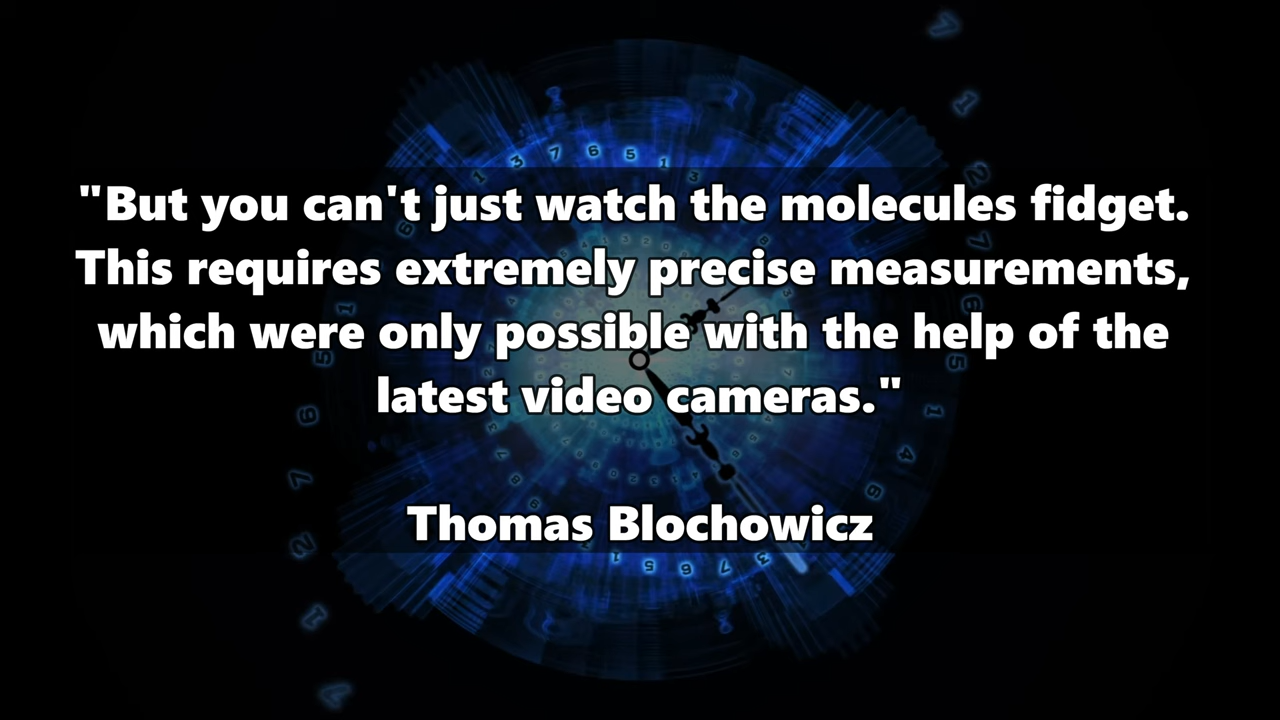 "But you can't just watch the molecules fidget.
This requires extremely precise measurements,
which were only possible with the help of the
latest video cameras."
Thomas Blochowicz